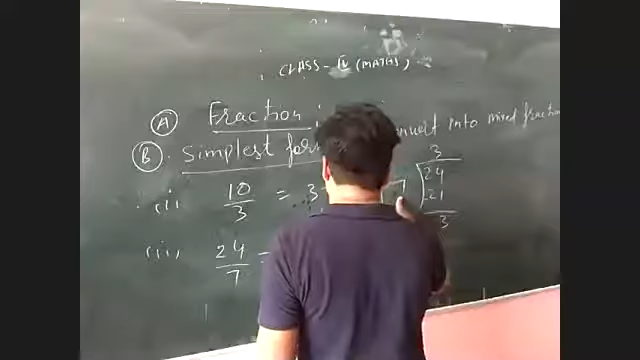 CLASS - IV (MATHS)
(A) Fraction :
(B). Simplest for convert into mixed fraction
(i) 10/3 = 3
3
7 24
-21
3
(ii) 24/7 =